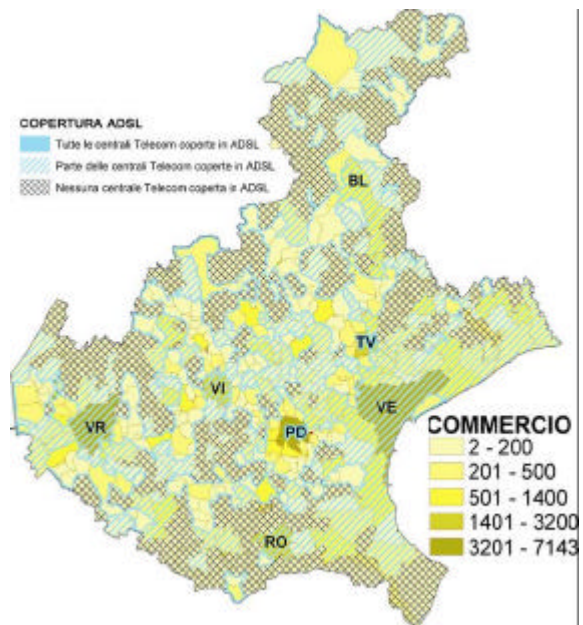 COPERTURA ADSL
Tutte le centrali Telecom coperte in ADSL
Parte delle centrali Telecom coperte in ADSL
Nessuna centrale Telecom coperta in ADSL
BL
TV
VI
VE
VR
PD
RO
COMMERCIO
2 - 200
201 - 500
501 - 1400
1401 - 3200
3201 - 7143